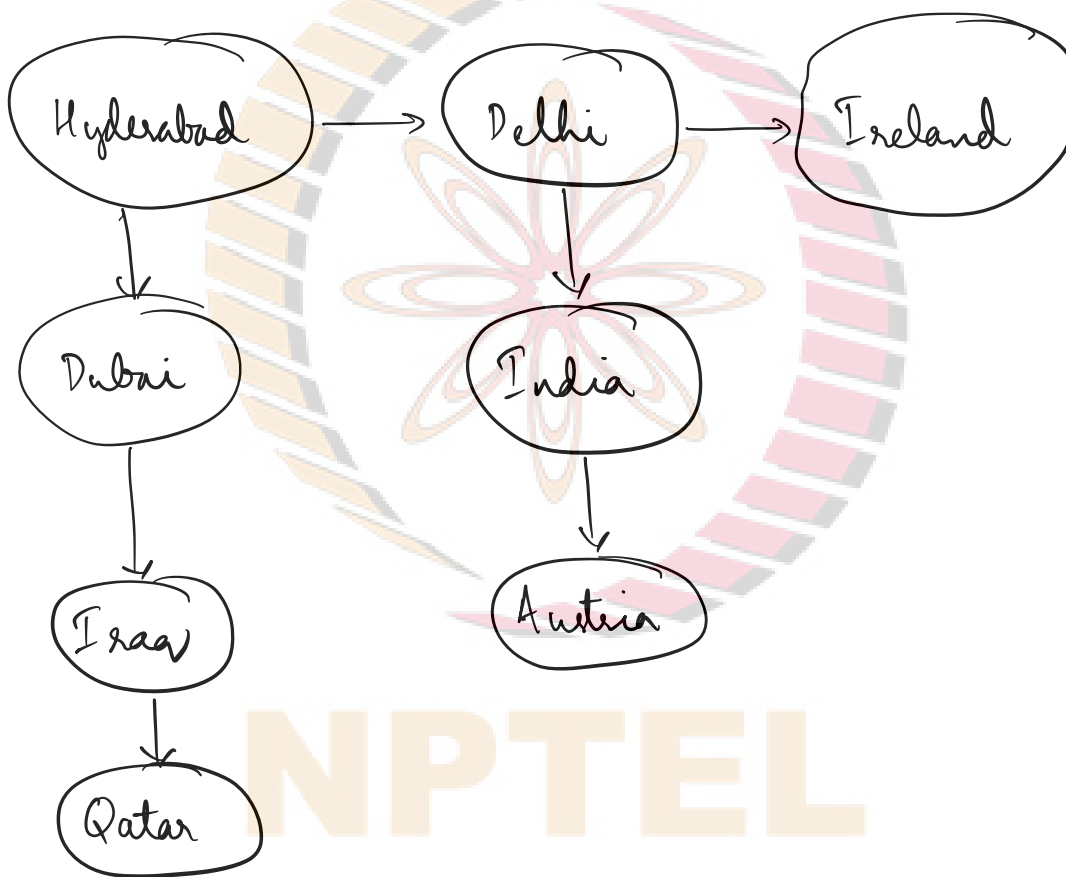 Hyderabad
Delhi
Ireland
Dubai
India
Iraq
Austria
Qatar
NPTEL